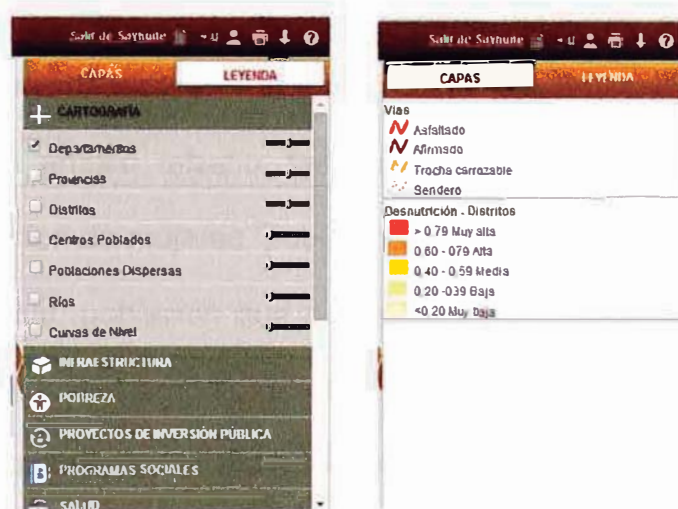 Salir de Sayhuite
CAPAS LEYENDA
CARTOGRAFÍA
Departamentos
Provincias
Distritos
Centros Poblados
Poblaciones Dispersas
Ríos
Curvas de Nivel
INFRAESTRUCTURA
POBREZA
PROYECTOS DE INVERSIÓN PÚBLICA
PROGRAMAS SOCIALES
SALUD
Salir de Sayhuite
CAPAS LEYENDA
Vías
Asfaltado
Afirmado
Trocha carrozable
Sendero
Desnutrición - Distritos
> 0.79 Muy alta
0.60 - 079 Alta
0.40 - 0.59 Media
0.20 -039 Baja
<0.20 Muy baja